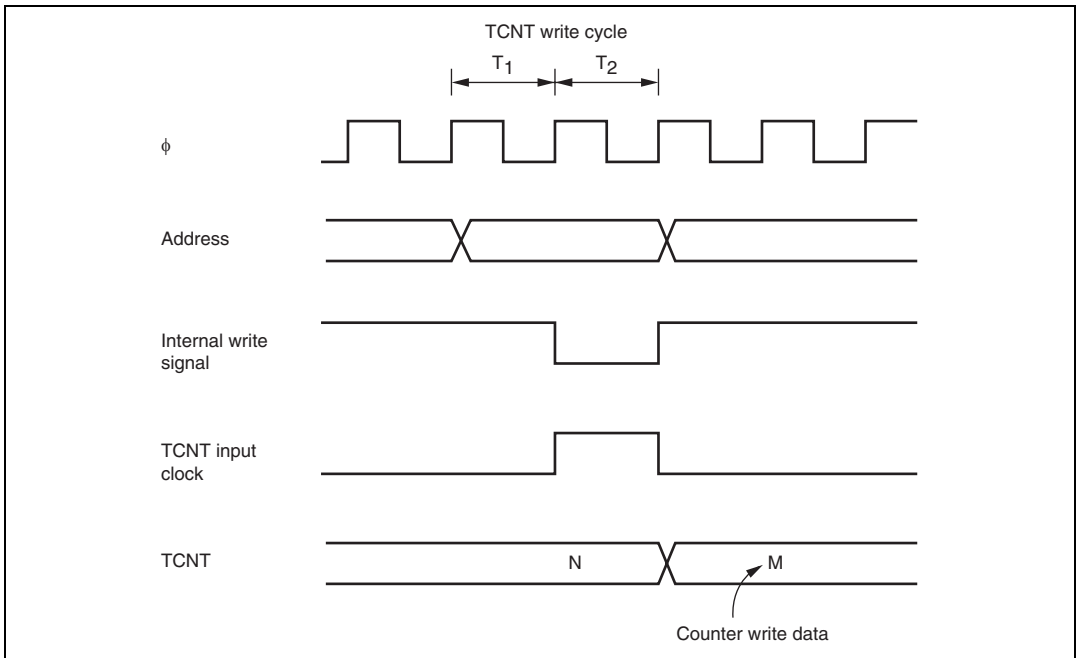 TCNT write cycle
T1 T2
ϕ
Address
Internal write
signal
TCNT input
clock
TCNT
N M
Counter write data